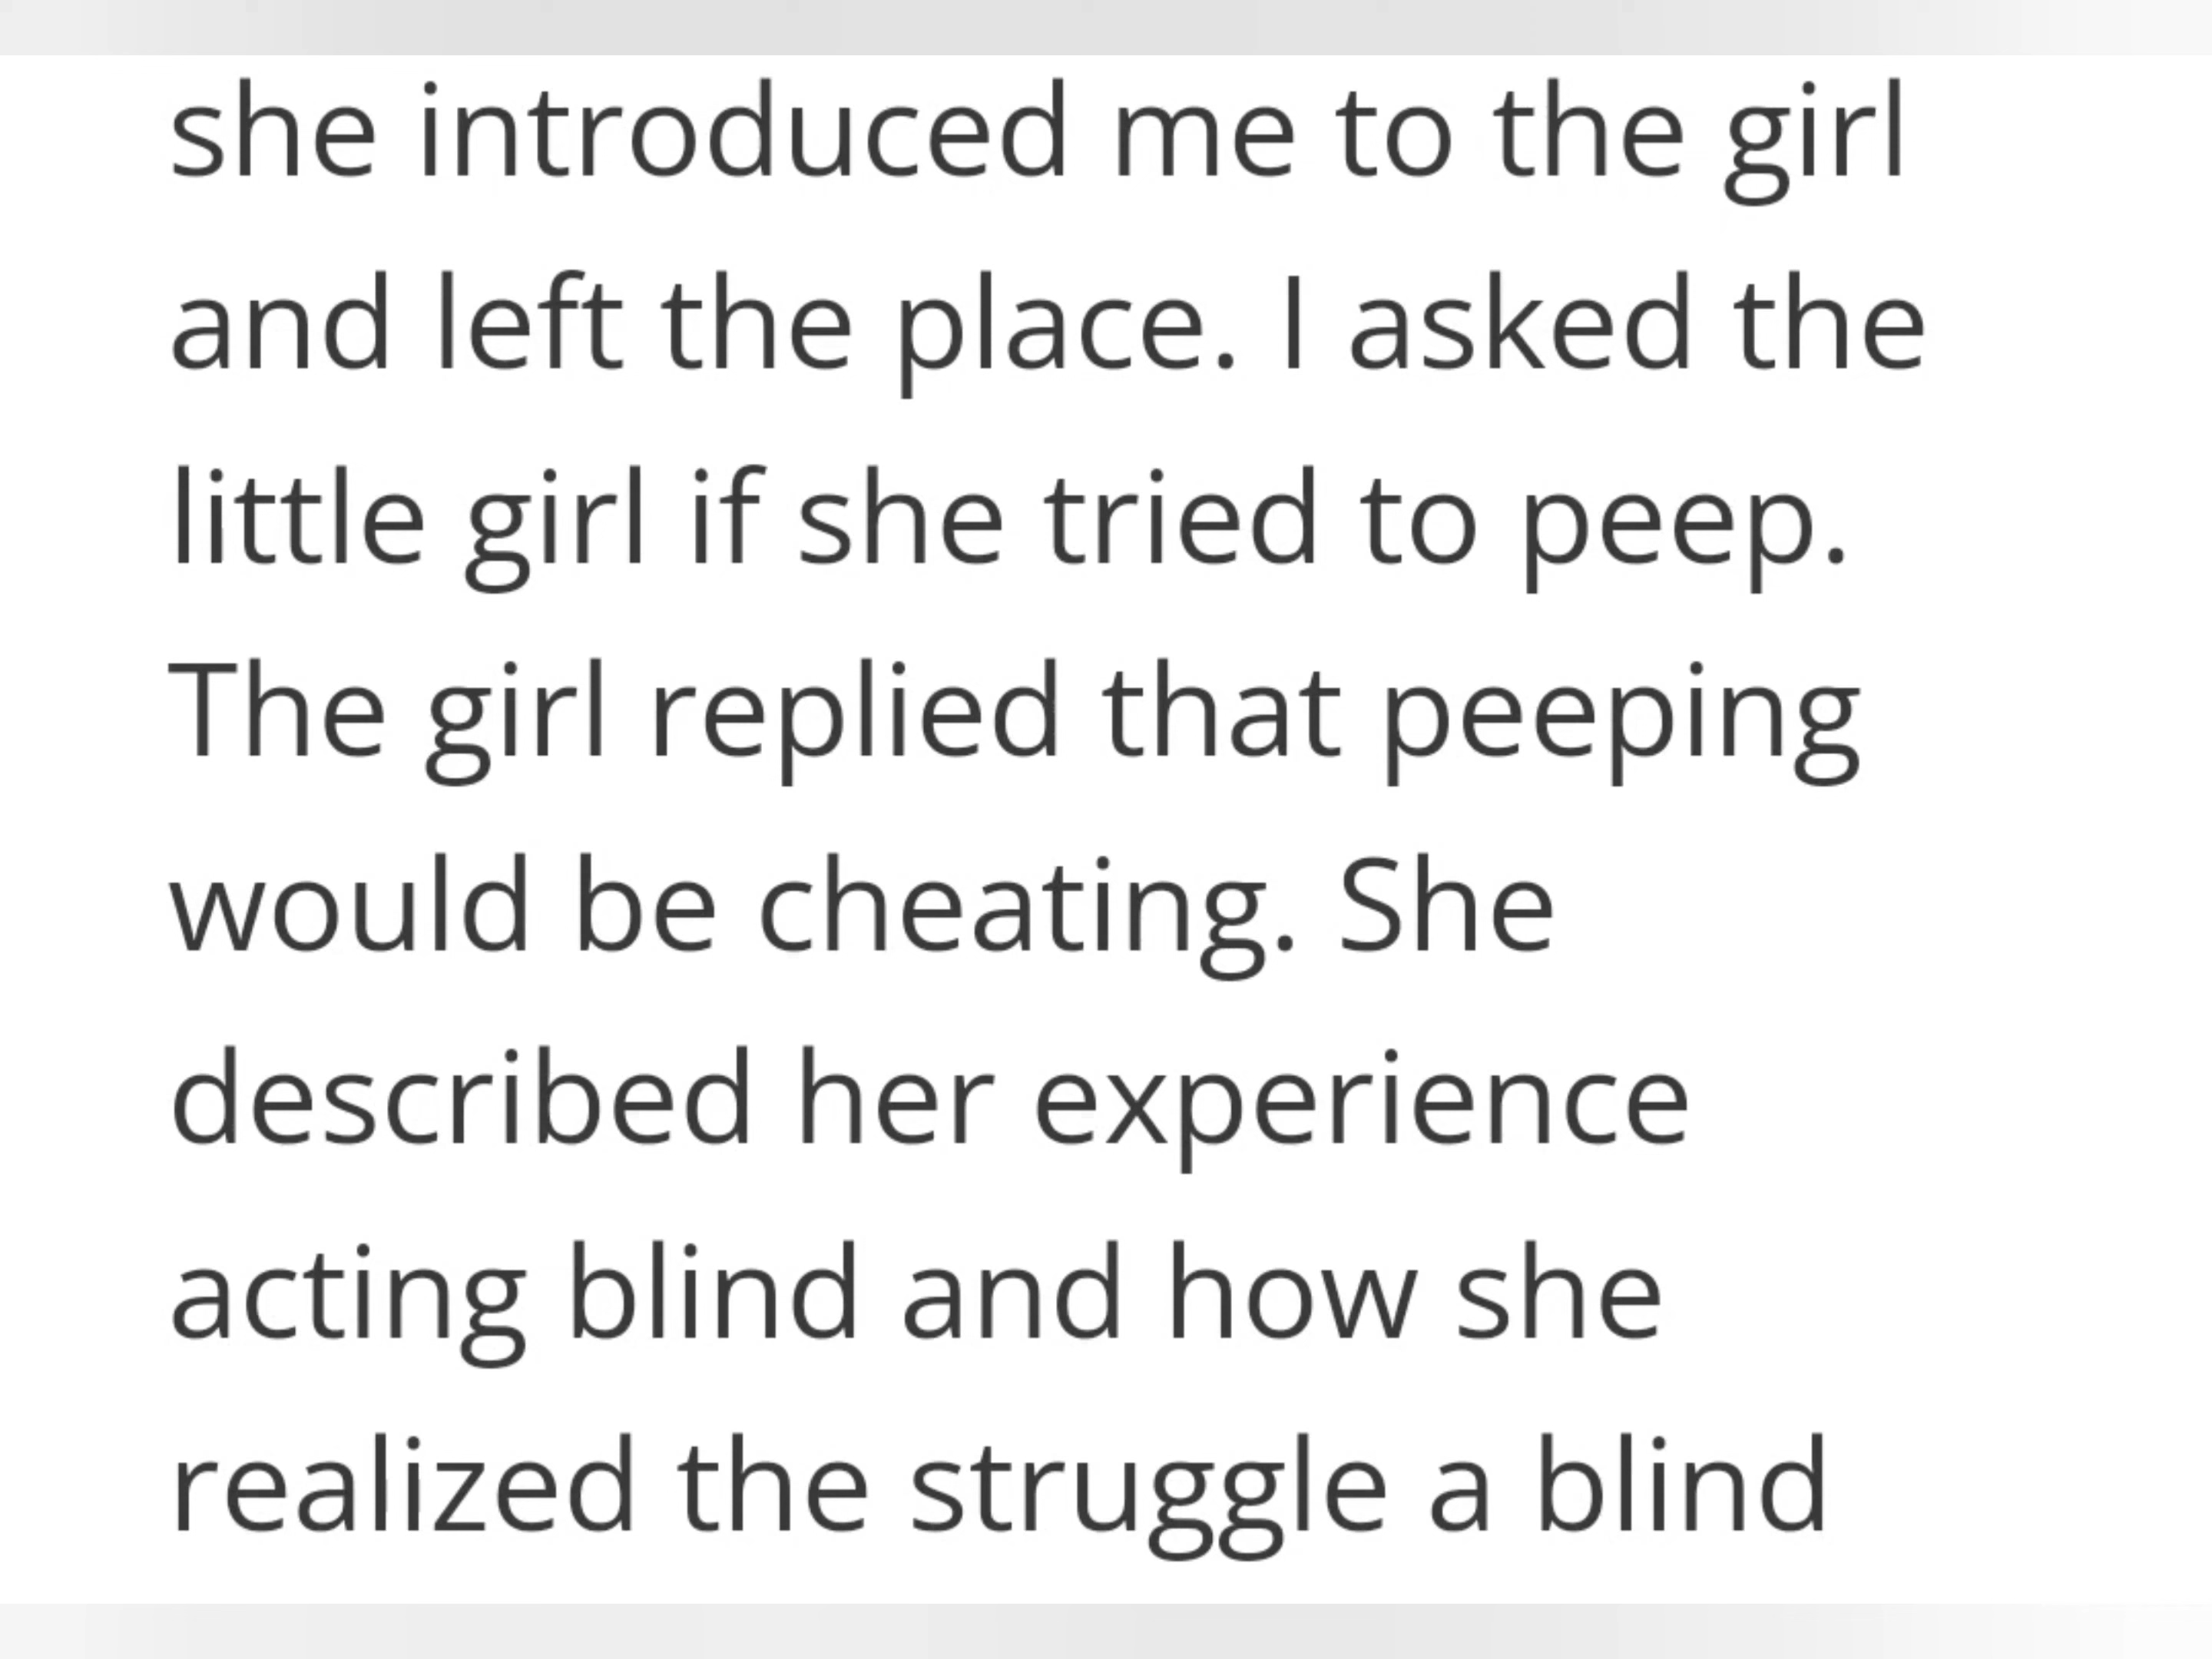 she introduced me to the girl
and left the place. I asked the
little girl if she tried to peep.
The girl replied that peeping
would be cheating. She
described her experience
acting blind and how she
realized the struggle a blind